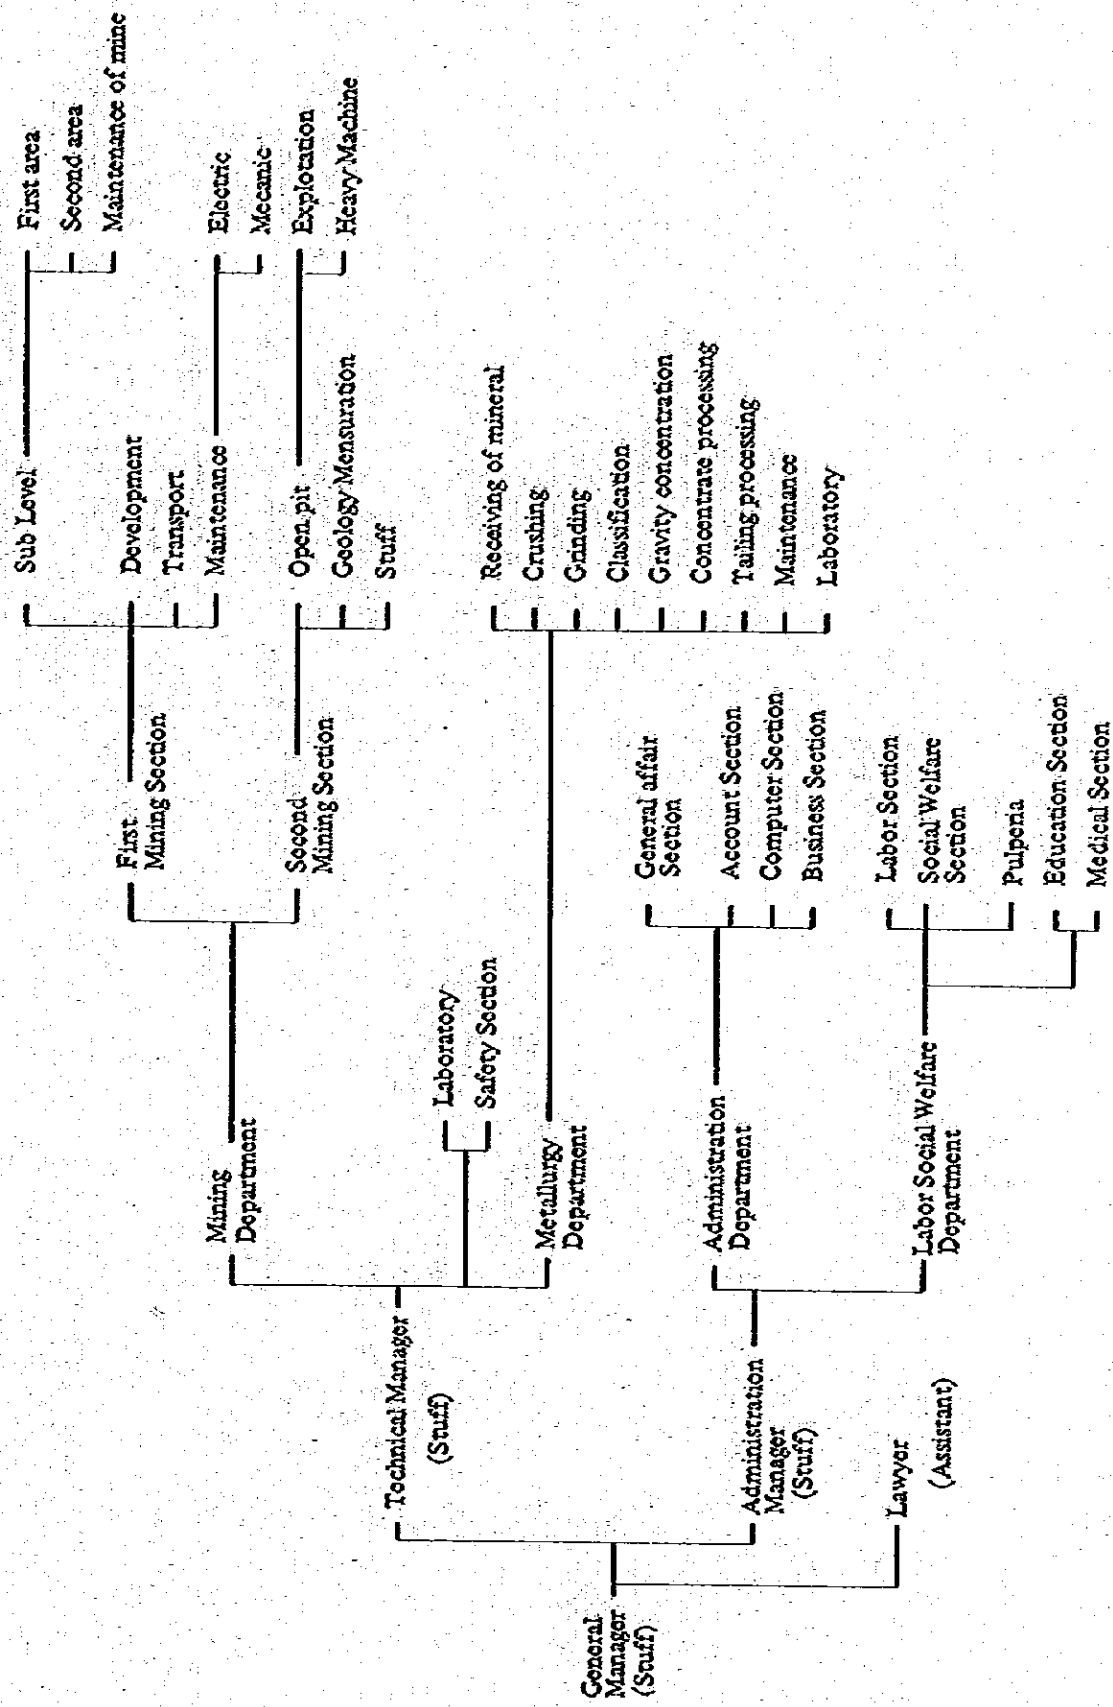 General
Manager
(Stuff)
Technical Manager
(Stuff)
Administration
Manager
(Stuff)
Lawyer
(Assistant)
Mining
Department
Laboratory
Safety Section
Metallurgy
Department
Administration
Department
Labor Social Welfare
Department
First
Mining Section
Second
Mining Section
General affair
Section
Account Section
Computer Section
Business Section
Labor Section
Social Welfare
Section
Pulperia
Education Section
Medical Section
Sub Level
Development
Transport
Maintenance
Open pit
Geology Mensuration
Stuff
Receiving of mineral
Crushing
Grinding
Classification
Gravity concentration
Concentrate processing
Tailing processing
Maintenance
Laboratory
First area
Second area
Maintenance of mine
Electric
Mecanic
Explotation
Heavy Machine